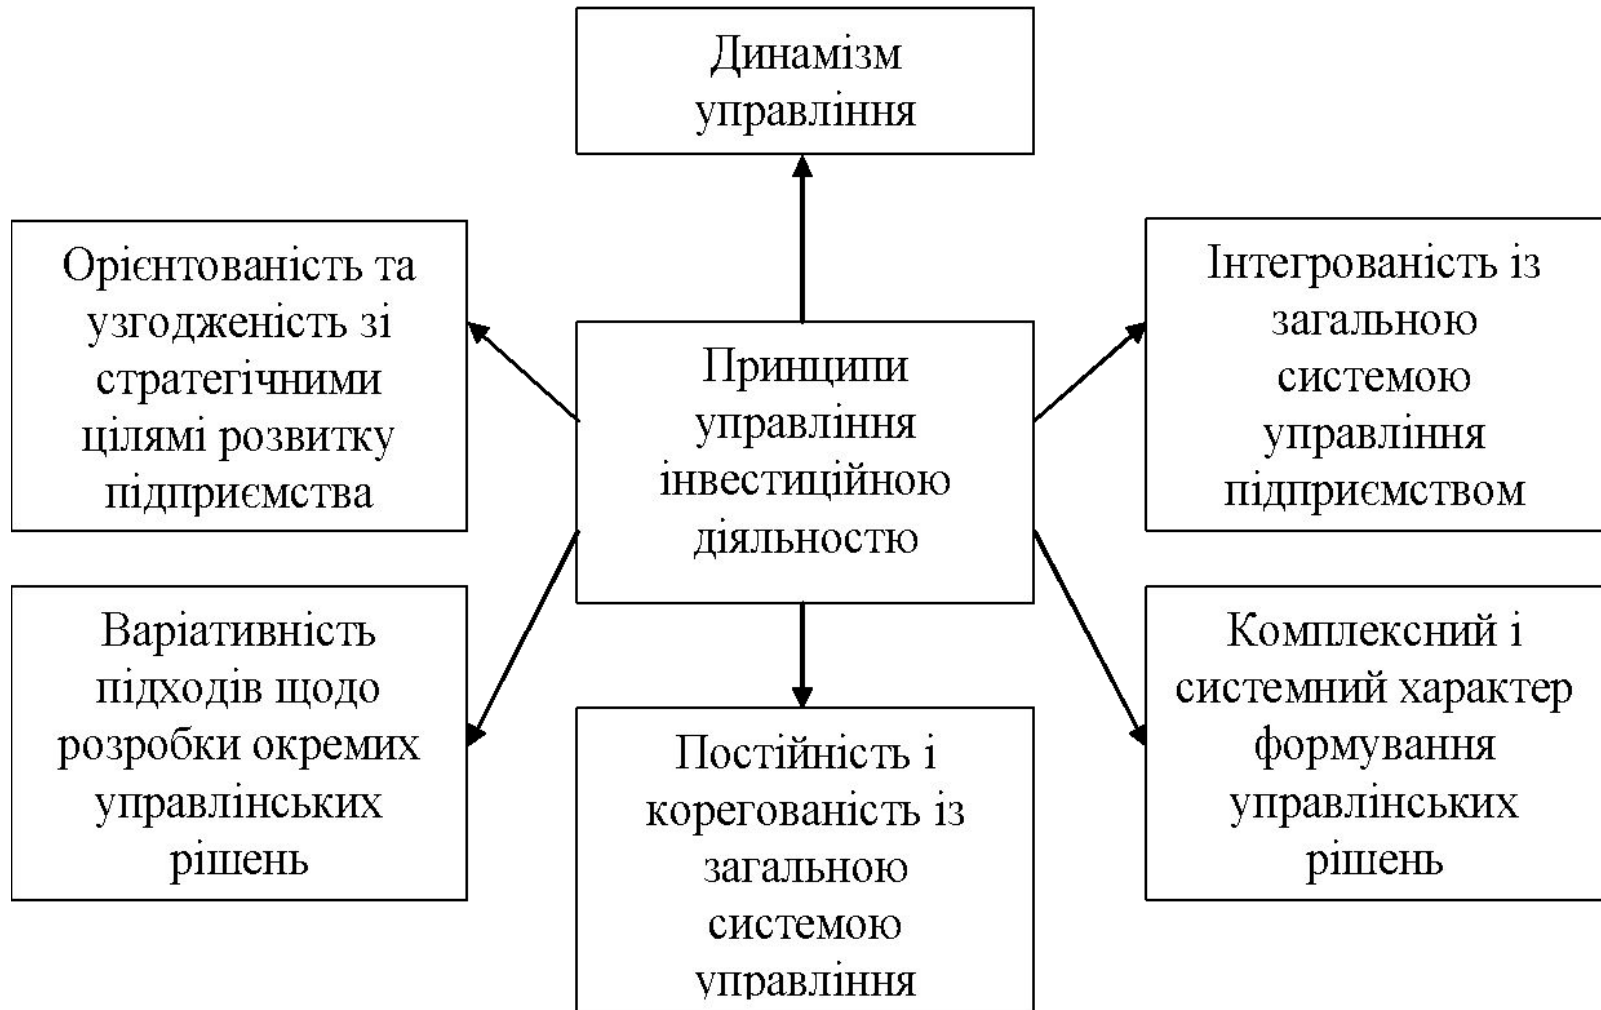 Динамізм
управління
Орієнтованість та
узгодженість зі
стратегічними
цілямі розвитку
підприємства
Принципи
управління
інвестиційною
діяльностю
Інтегрованість із
загальною
системою
управління
підприємством
Варіативність
підходів щодо
розробки окремих
управлінських
рішень
Постійність і
корегованість із
загальною
системою
управління
Комплексний і
системний характер
формування
управлінських
рішень